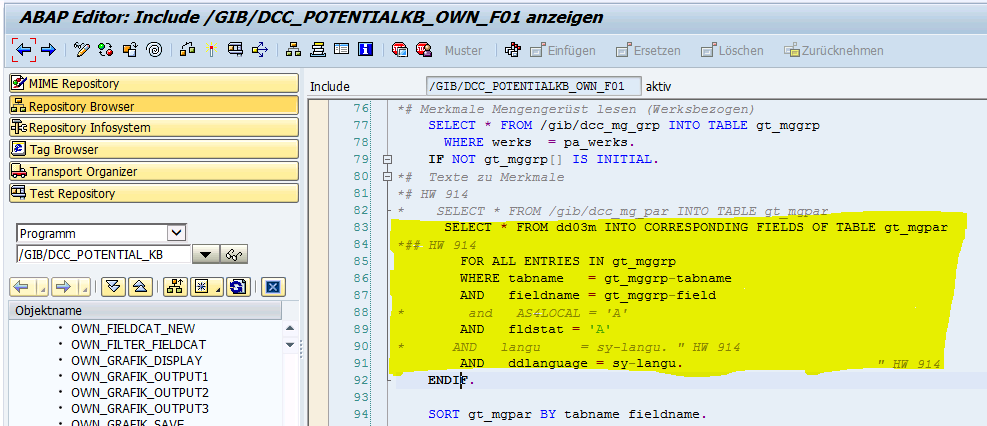 ABAP Editor: Include /GIB/DCC_POTENTIALKB_OWN_F01 anzeigen
Muster Einfügen Ersetzen Löschen Zurücknehmen
MIME Repository
Repository Browser
Repository Infosystem
Tag Browser
Transport Organizer
Test Repository
Programm
/GIB/DCC_POTENTIAL_KB
Objektname
OWN_FIELDCAT_NEW
OWN_FILTER_FIELDCAT
OWN_GRAFIK_DISPLAY
OWN_GRAFIK_OUTPUT1
OWN_GRAFIK_OUTPUT2
OWN_GRAFIK_OUTPUT3
OWN_GRAFIK_SAVE
Include /GIB/DCC_POTENTIALKB_OWN_F01 aktiv
76 *# Merkmale Mengengerüst lesen (Werksbezogen)
77 SELECT * FROM /gib/dcc_mg_grp INTO TABLE gt_mggrp
78 WHERE werks = pa_werks.
79 IF NOT gt_mggrp[] IS INITIAL.
80 *# Texte zu Merkmale
81 *# HW 914
82 * SELECT * FROM /gib/dcc_mg_par INTO TABLE gt_mgpar
83 SELECT * FROM dd03m INTO CORRESPONDING FIELDS OF TABLE gt_mgpar
84 *## HW 914
85 FOR ALL ENTRIES IN gt_mggrp
86 WHERE tabname = gt_mggrp-tabname
87 AND fieldname = gt_mggrp-field
88 * and AS4LOCAL = 'A'
89 AND fldstat = 'A'
90 * AND langu = sy-langu. " HW 914
91 AND ddlanguage = sy-langu. " HW 914
92 ENDIF.
93
94 SORT gt_mgpar BY tabname fieldname.